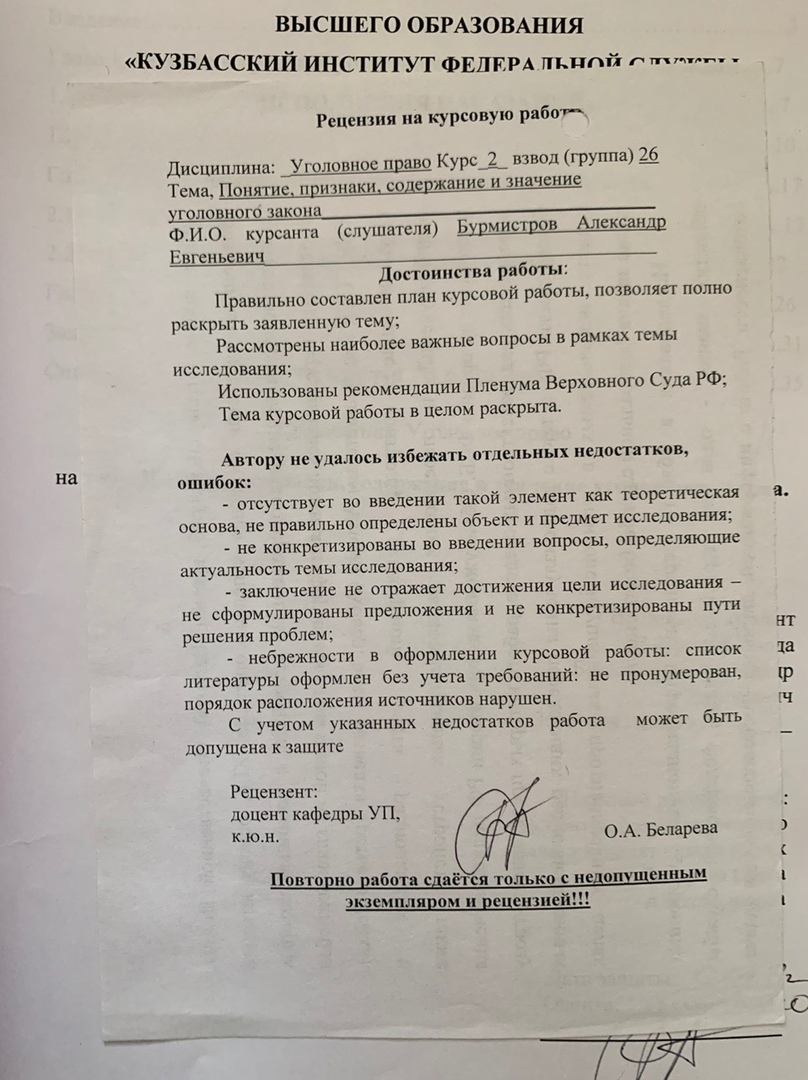 ВЫСШЕГО ОБРАЗОВАНИЯ
«КУЗБАССКИЙ ИНСТИТУТ ФЕДЕРАЛЬНОЙ СЛУЖБЫ
Рецензия на курсовую работу
Дисциплина: _Уголовное право Курс_2_ взвод (группа) 26
Тема, Понятие, признаки, содержание и значение
уголовного закона
Ф.И.О. курсанта (слушателя) Бурмистров Александр
Евгеньевич
Достоинства работы:
Правильно составлен план курсовой работы, позволяет полно
раскрыть заявленную тему;
Рассмотрены наиболее важные вопросы в рамках темы
исследования;
Использованы рекомендации Пленума Верховного Суда РФ;
Тема курсовой работы в целом раскрыта.
Автору не удалось избежать отдельных недостатков,
ошибок:
на
- отсутствует во введении такой элемент как теоретическая
а.
основа, не правильно определены объект и предмет исследования;
- не конкретизированы во введении вопросы, определяющие
актуальность темы исследования;
- заключение не отражает достижения цели исследования –
не сформулированы предложения и не конкретизированы пути
нт
решения проблем;
да
- небрежности в оформлении курсовой работы: список
литературы оформлен без учета требований: не пронумерован,
порядок расположения источников нарушен.
С учетом указанных недостатков работа может быть
допущена к защите
Рецензент:
доцент кафедры УП,
к.ю.н.
О.А. Беларева
Повторно работа сдаётся только с недопущенным
экземпляром и рецензией!!!